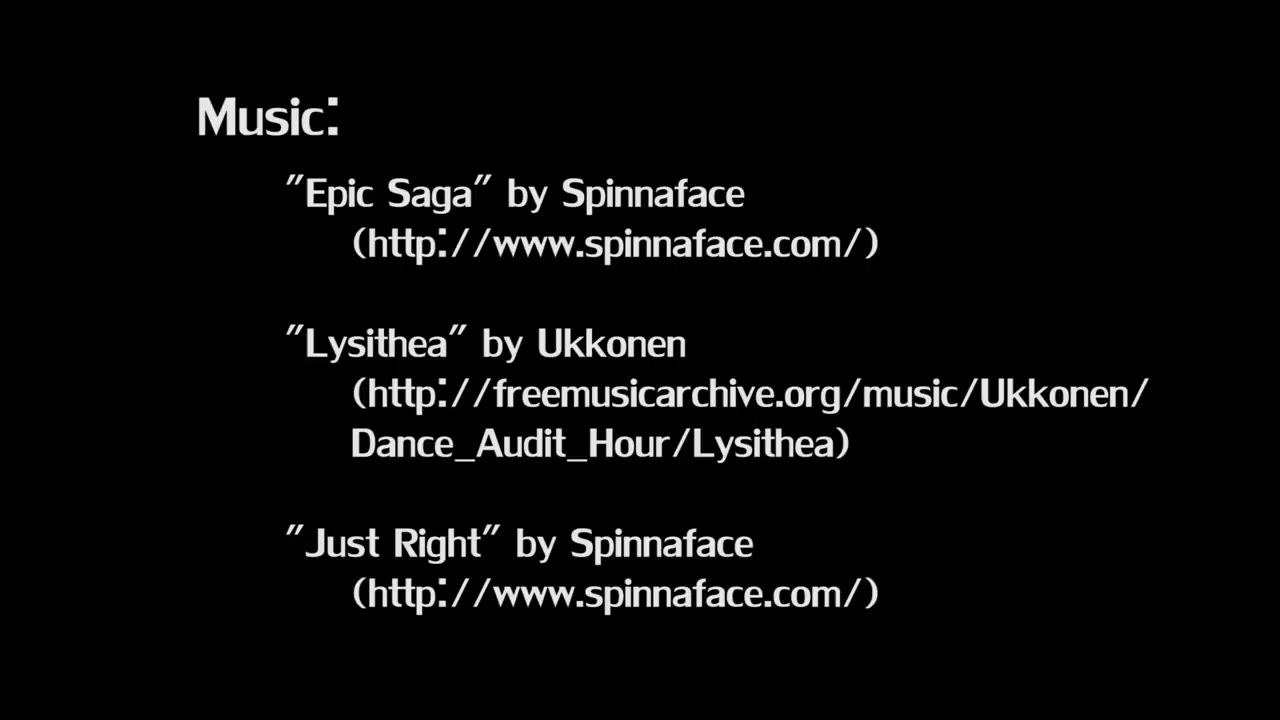 Music:
"Epic Saga" by Spinnaface
(http://www.spinnaface.com/)
"Lysithea" by Ukkonen
(http://freemusicarchive.org/music/Ukkonen/
Dance_Audit_Hour/Lysithea)
"Just Right" by Spinnaface
(http://www.spinnaface.com/)